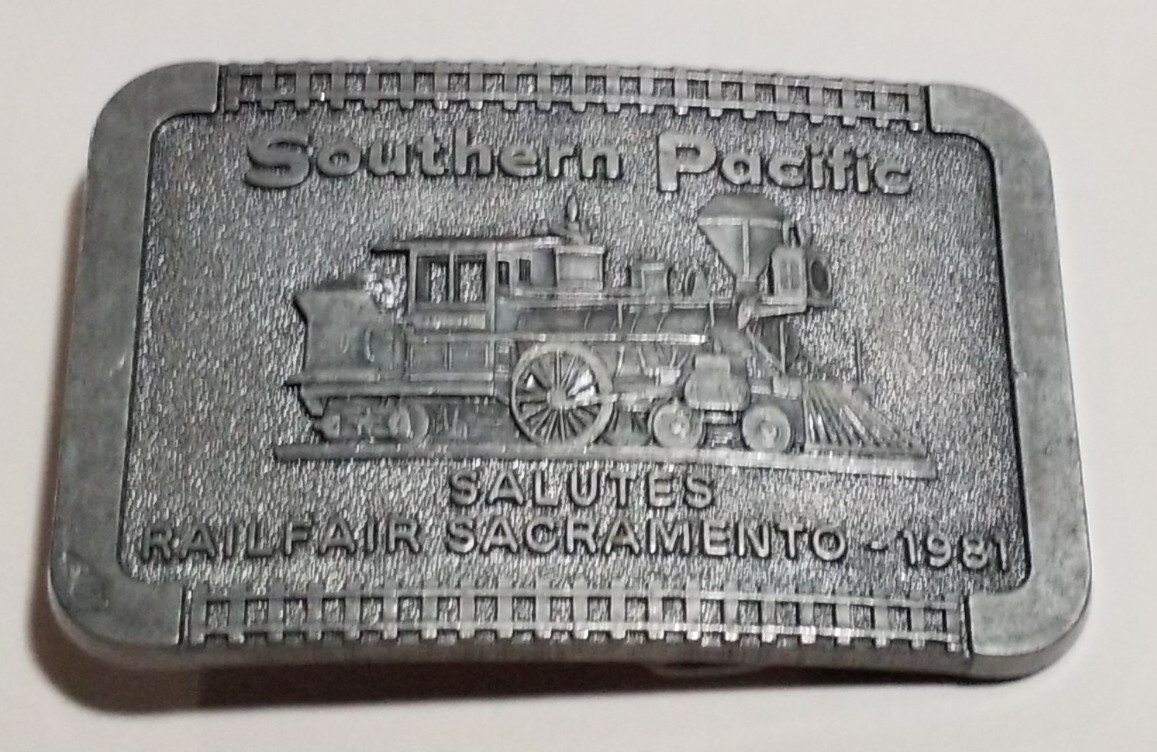 Southern Pacific
SALUTES
RAILFAIR SACRAMENTO - 1981